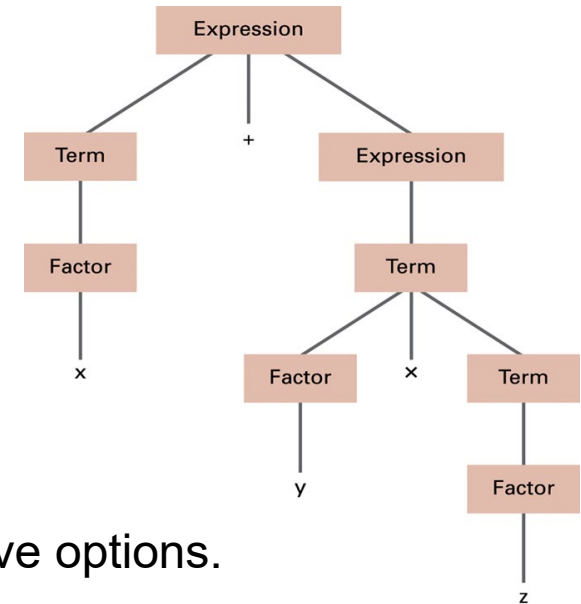 Expression
+
Term
Expression
Factor
Term
x
Factor
×
Term
y
Factor
ve options.
z